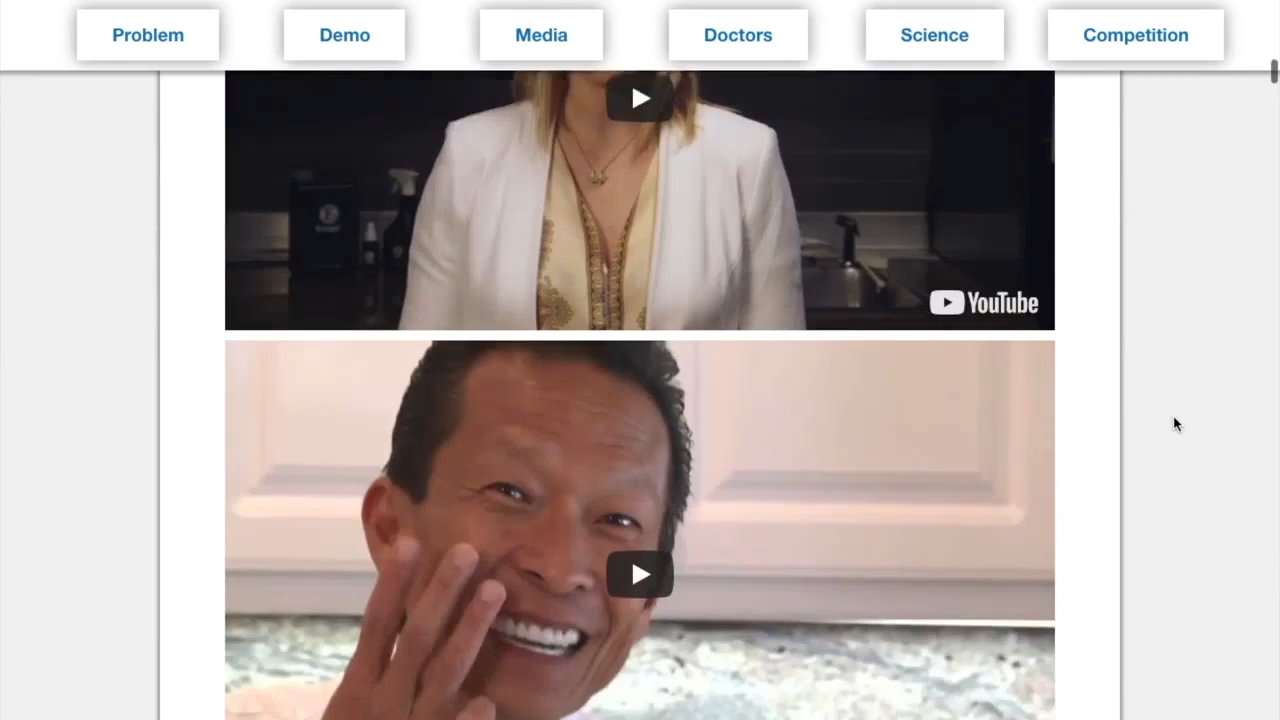 Problem
Demo
Media
Doctors
Science
Competition
YouTube